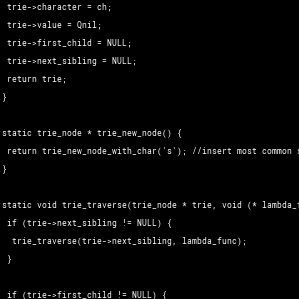 trie->character = ch;
trie->value = Qnil;
trie->first_child = NULL;
trie->next_sibling = NULL;
return trie;
}
static trie_node * trie_new_node() {
return trie_new_node_with_char('s'); //insert most common
static void trie_traverse(trie_node * trie, void (* lambda_
if (trie->next_sibling != NULL) {
trie_traverse(trie->next_sibling, lambda_func);
}
if (trie->first_child != NULL) {